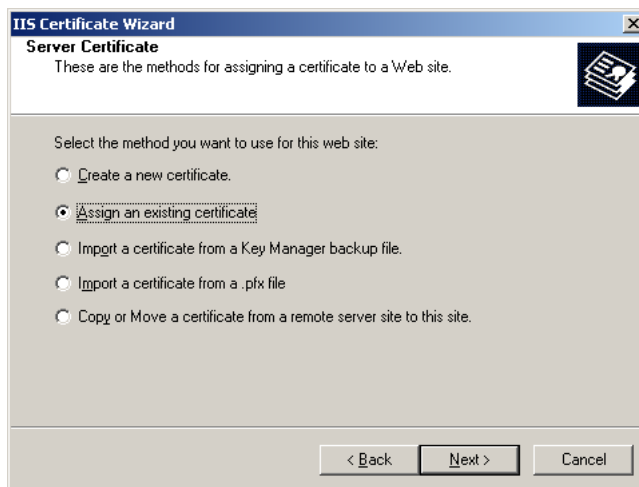 IIS Certificate Wizard
Server Certificate
These are the methods for assigning a certificate to a Web site.
Select the method you want to use for this web site:
Create a new certificate.
Assign an existing certificate
Import a certificate from a Key Manager backup file.
Import a certificate from a .pfx file
Copy or Move a certificate from a remote server site to this site.
< Back Next > Cancel